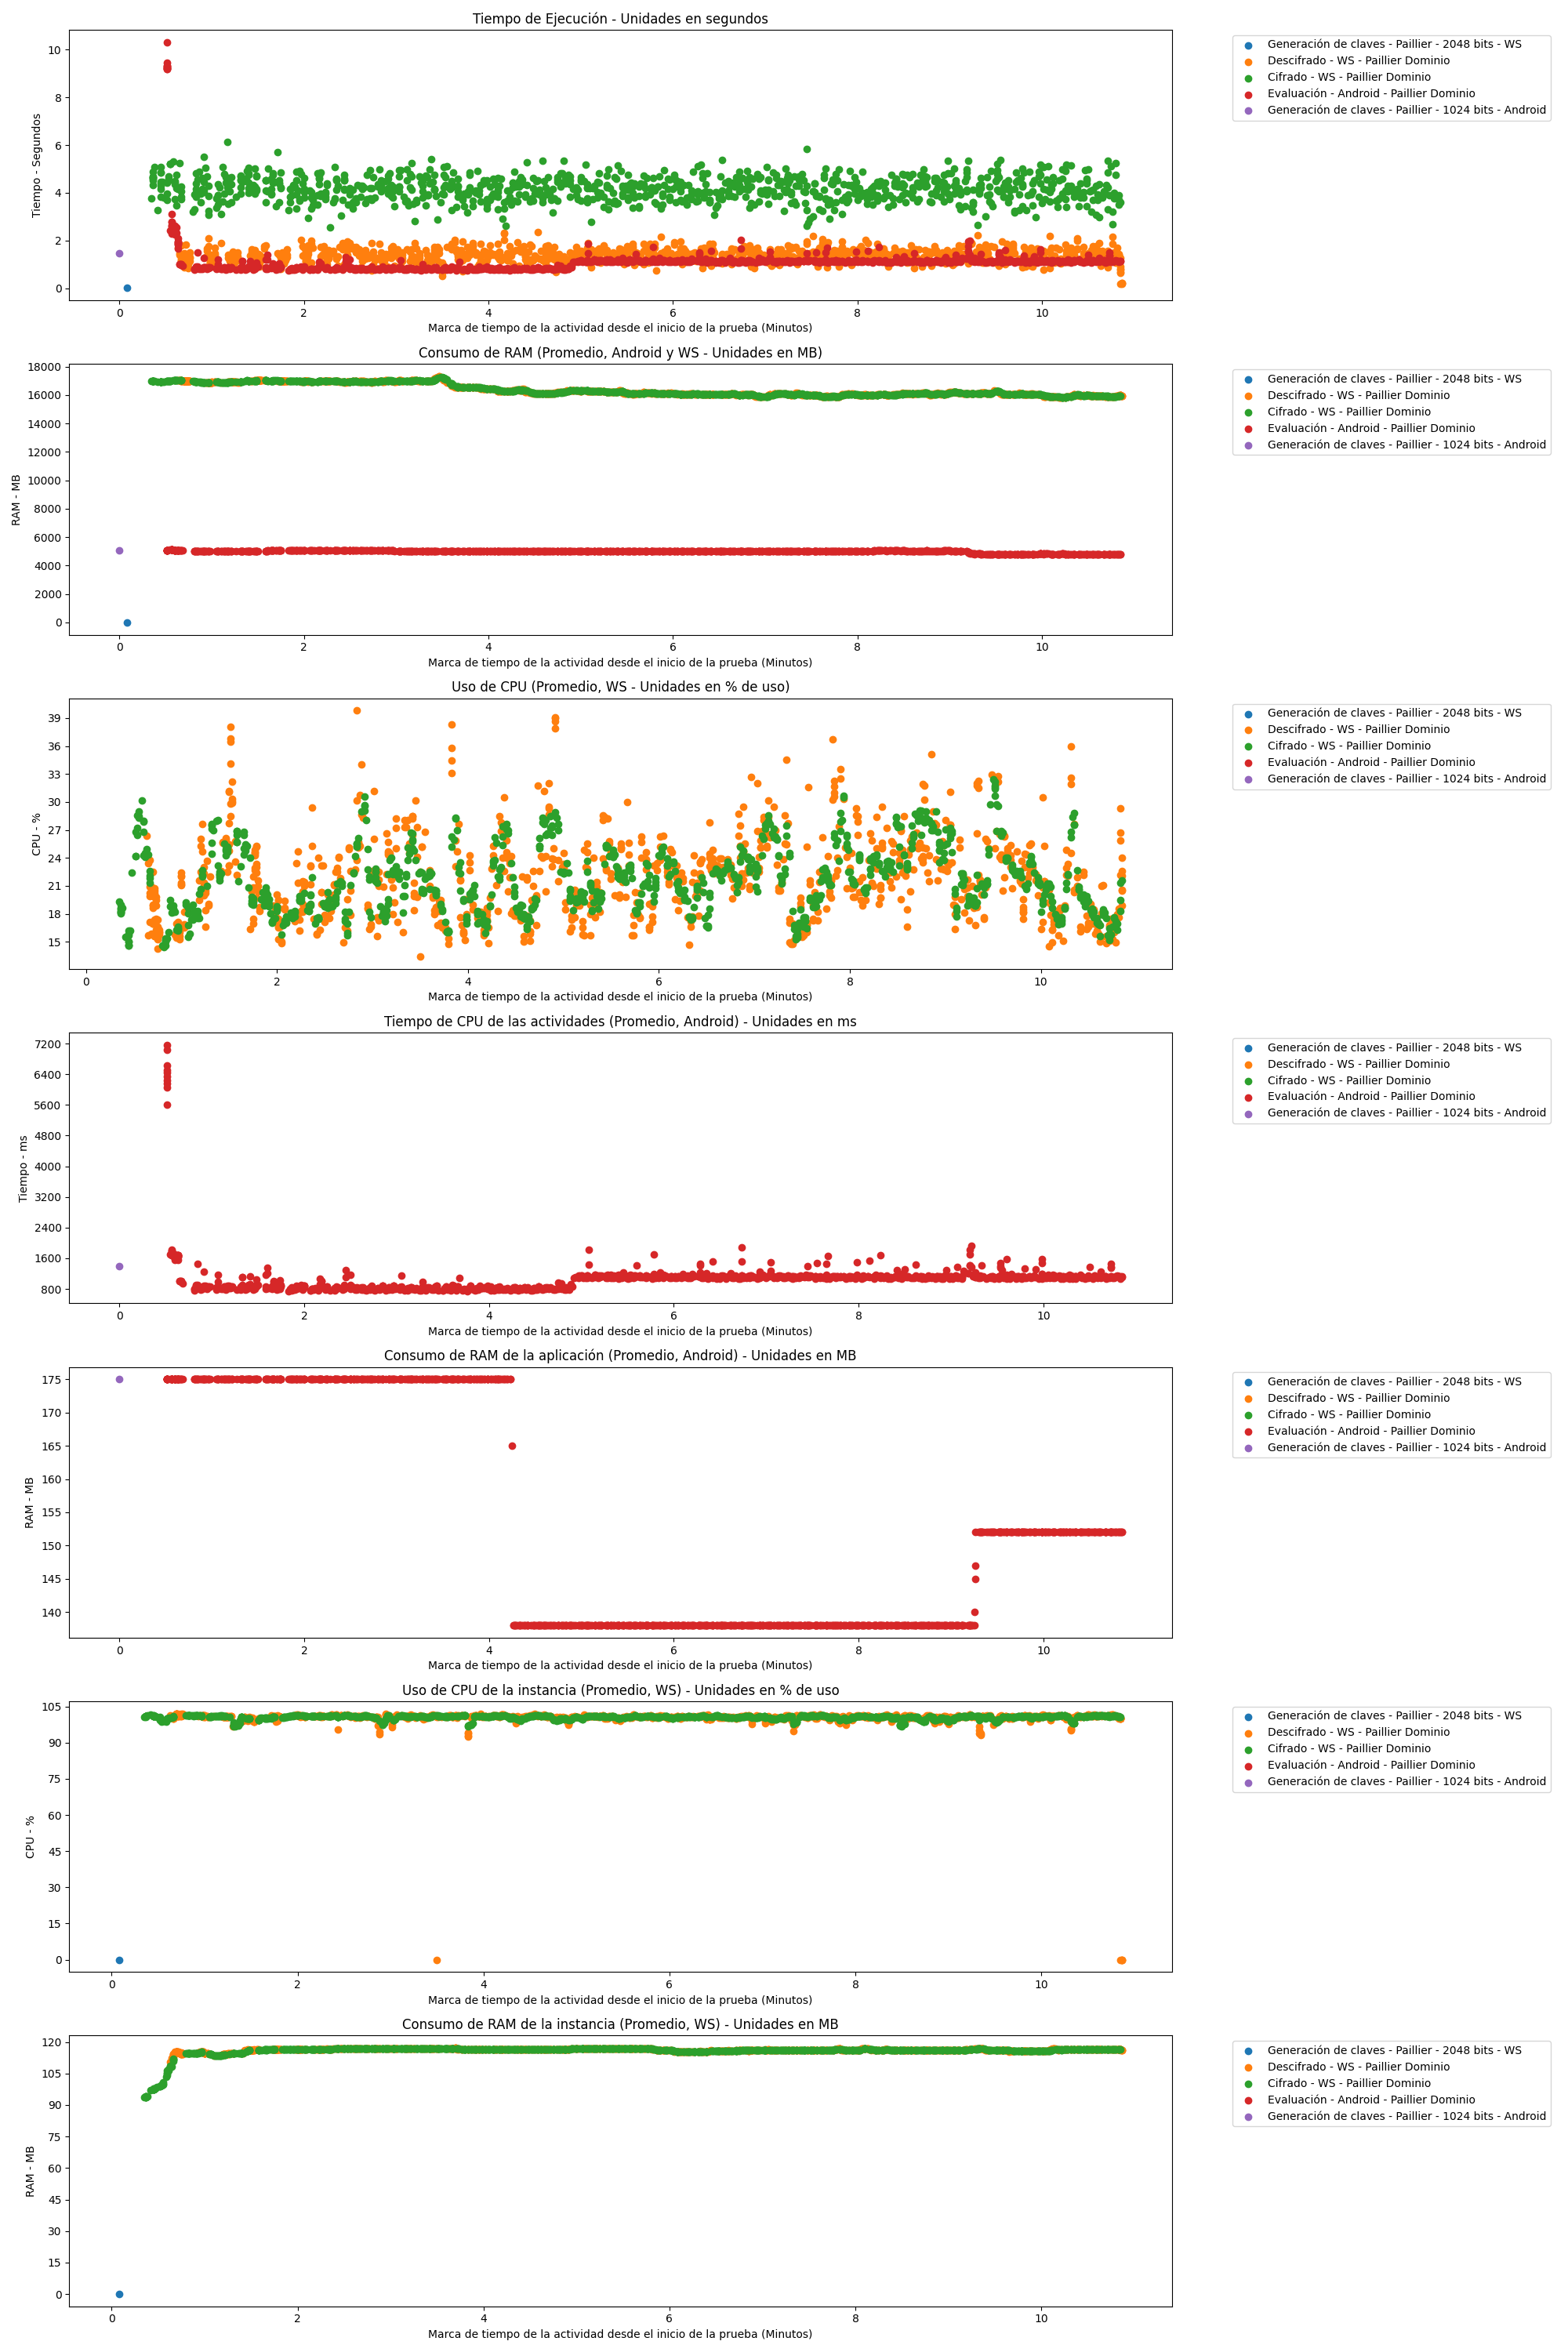 Tiempo de Ejecución - Unidades en segundos
10
8
6
4
2
0
Tiempo - Segundos
0 2 4 6 8 10
Marca de tiempo de la actividad desde el inicio de la prueba (Minutos)
Generación de claves - Paillier - 2048 bits - WS
Descifrado - WS - Paillier Dominio
Cifrado - WS - Paillier Dominio
Evaluación - Android - Paillier Dominio
Generación de claves - Paillier - 1024 bits - Android
Consumo de RAM (Promedio, Android y WS - Unidades en MB)
18000
16000
14000
12000
10000
8000
6000
4000
2000
0
RAM - MB
0 2 4 6 8 10
Marca de tiempo de la actividad desde el inicio de la prueba (Minutos)
Generación de claves - Paillier - 2048 bits - WS
Descifrado - WS - Paillier Dominio
Cifrado - WS - Paillier Dominio
Evaluación - Android - Paillier Dominio
Generación de claves - Paillier - 1024 bits - Android
Uso de CPU (Promedio, WS - Unidades en % de uso)
39
36
33
30
27
24
21
18
15
CPU - %
0 2 4 6 8 10
Marca de tiempo de la actividad desde el inicio de la prueba (Minutos)
Generación de claves - Paillier - 2048 bits - WS
Descifrado - WS - Paillier Dominio
Cifrado - WS - Paillier Dominio
Evaluación - Android - Paillier Dominio
Generación de claves - Paillier - 1024 bits - Android
Tiempo de CPU de las actividades (Promedio, Android) - Unidades en ms
7200
6400
5600
4800
4000
3200
2400
1600
800
Tiempo - ms
0 2 4 6 8 10
Marca de tiempo de la actividad desde el inicio de la prueba (Minutos)
Generación de claves - Paillier - 2048 bits - WS
Descifrado - WS - Paillier Dominio
Cifrado - WS - Paillier Dominio
Evaluación - Android - Paillier Dominio
Generación de claves - Paillier - 1024 bits - Android
Consumo de RAM de la aplicación (Promedio, Android) - Unidades en MB
175
170
165
160
155
150
145
140
RAM - MB
0 2 4 6 8 10
Marca de tiempo de la actividad desde el inicio de la prueba (Minutos)
Generación de claves - Paillier - 2048 bits - WS
Descifrado - WS - Paillier Dominio
Cifrado - WS - Paillier Dominio
Evaluación - Android - Paillier Dominio
Generación de claves - Paillier - 1024 bits - Android
Uso de CPU de la instancia (Promedio, WS) - Unidades en % de uso
105
90
75
60
45
30
15
0
CPU - %
0 2 4 6 8 10
Marca de tiempo de la actividad desde el inicio de la prueba (Minutos)
Generación de claves - Paillier - 2048 bits - WS
Descifrado - WS - Paillier Dominio
Cifrado - WS - Paillier Dominio
Evaluación - Android - Paillier Dominio
Generación de claves - Paillier - 1024 bits - Android
Consumo de RAM de la instancia (Promedio, WS) - Unidades en MB
120
105
90
75
60
45
30
15
0
RAM - MB
0 2 4 6 8 10
Marca de tiempo de la actividad desde el inicio de la prueba (Minutos)
Generación de claves - Paillier - 2048 bits - WS
Descifrado - WS - Paillier Dominio
Cifrado - WS - Paillier Dominio
Evaluación - Android - Paillier Dominio
Generación de claves - Paillier - 1024 bits - Android